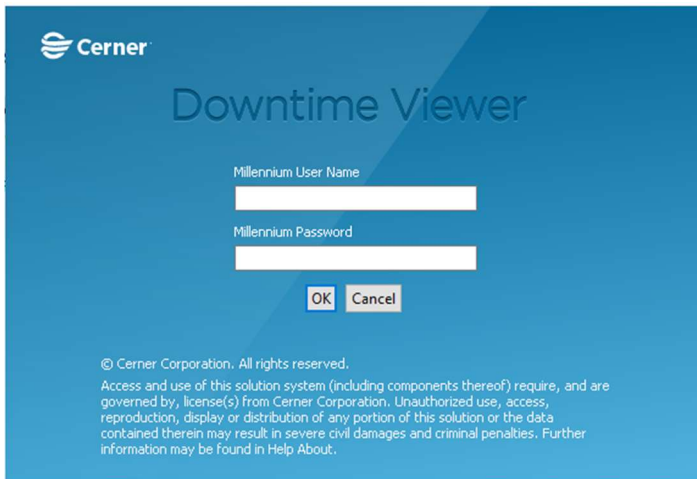 Cerner
Downtime Viewer
Millennium User Name
Millennium Password
OK Cancel
© Cerner Corporation. All rights reserved.
Access and use of this solution system (including components thereof) require, and are
governed by, license(s) from Cerner Corporation. Unauthorized use, access,
reproduction, display or distribution of any portion of this solution or the data
contained therein may result in severe civil damages and criminal penalties. Further
information may be found in Help About.